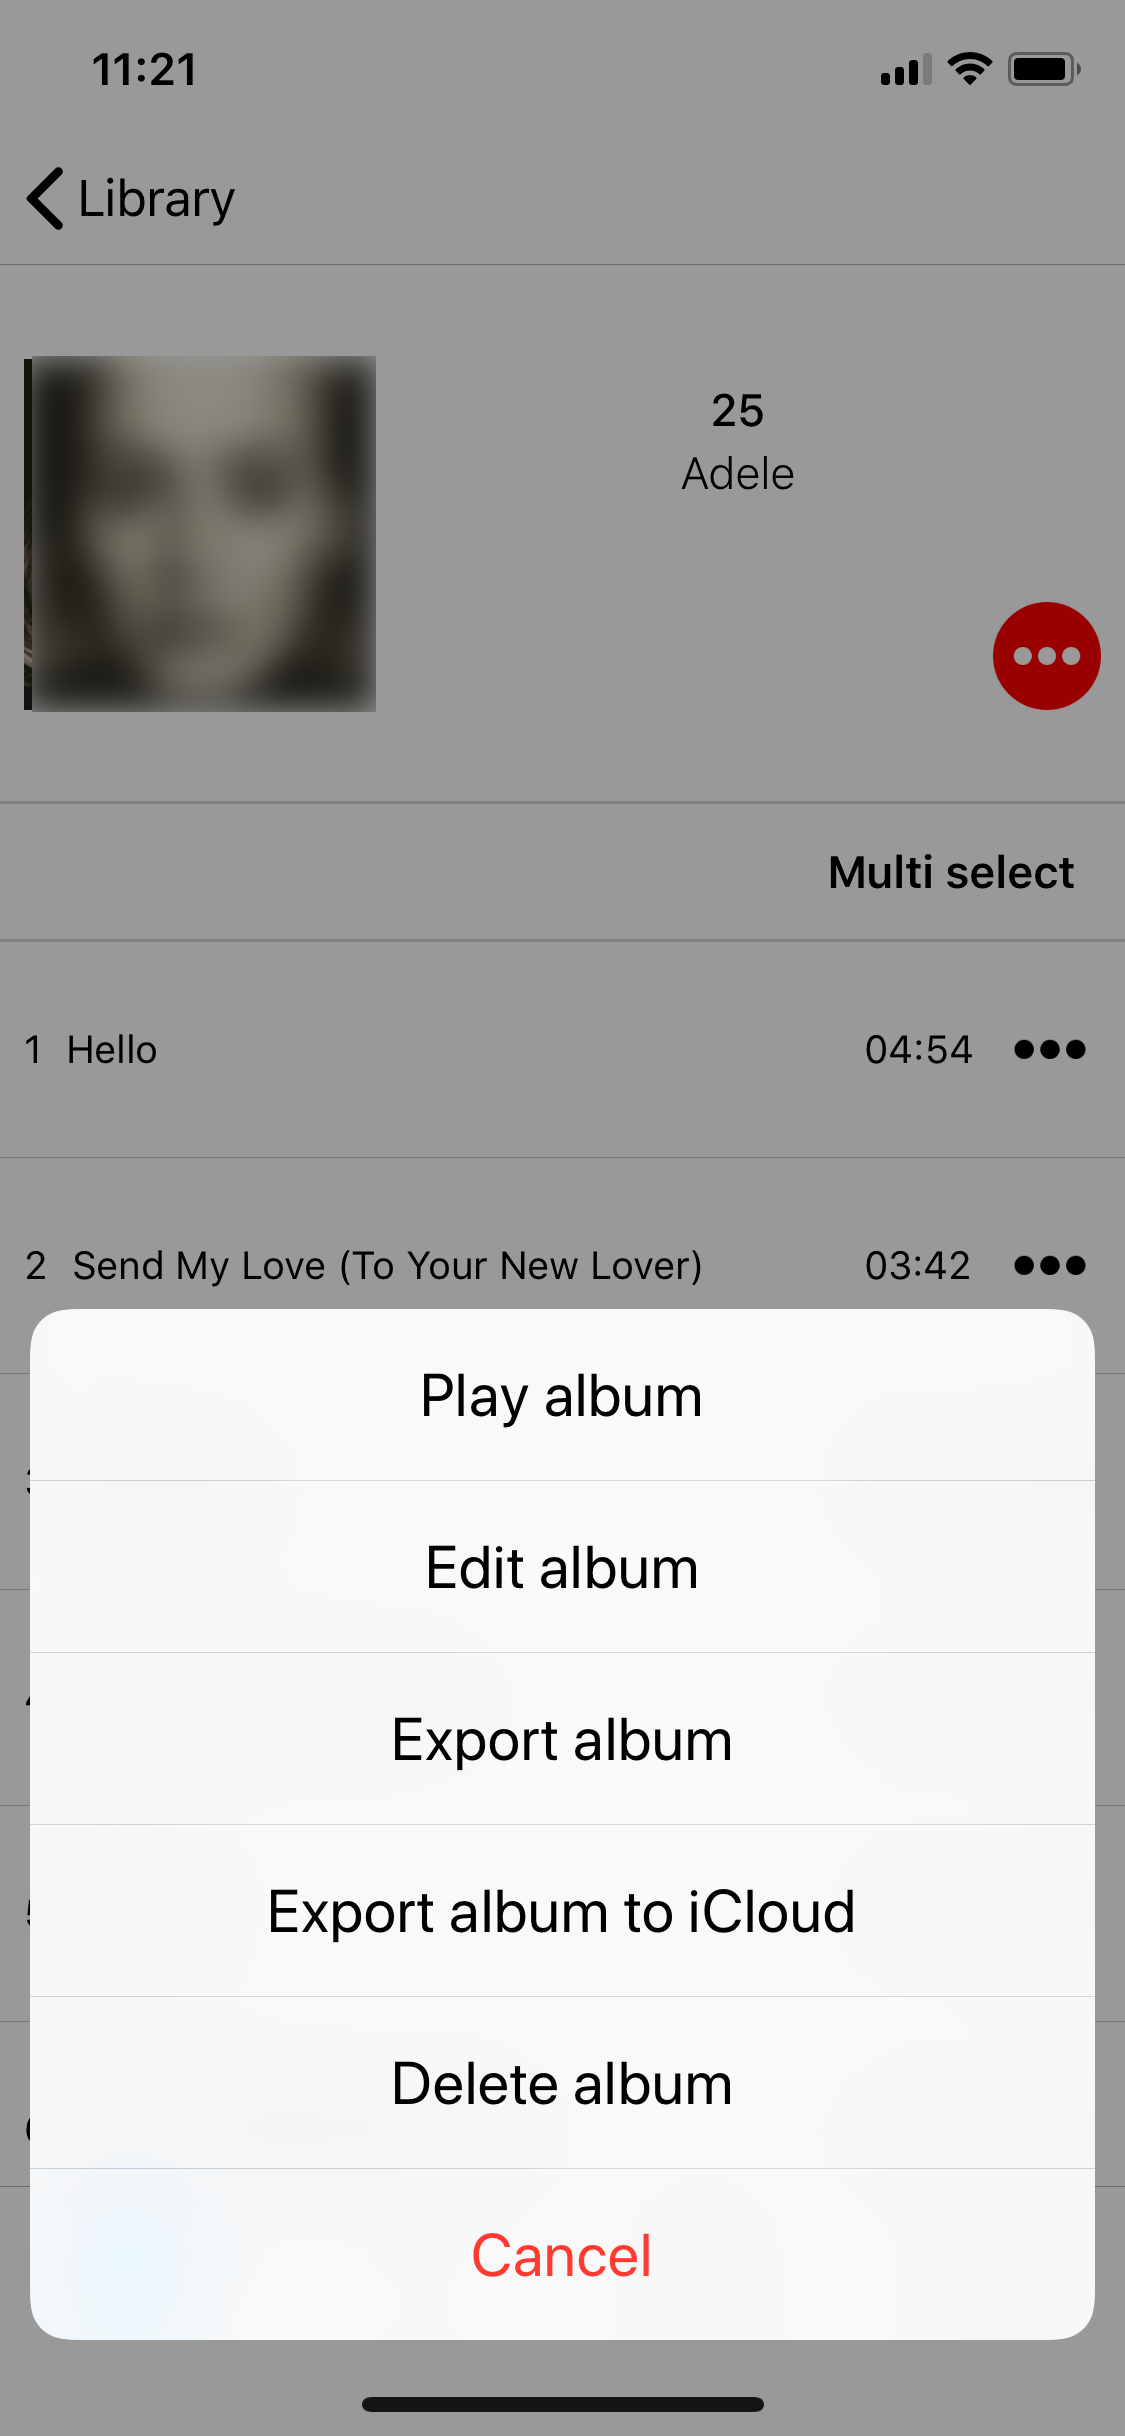 11:21
Library
25
Adele
Multi select
1 Hello 04:54
2 Send My Love (To Your New Lover) 03:42
Play album
Edit album
Export album
Export album to iCloud
Delete album
Cancel